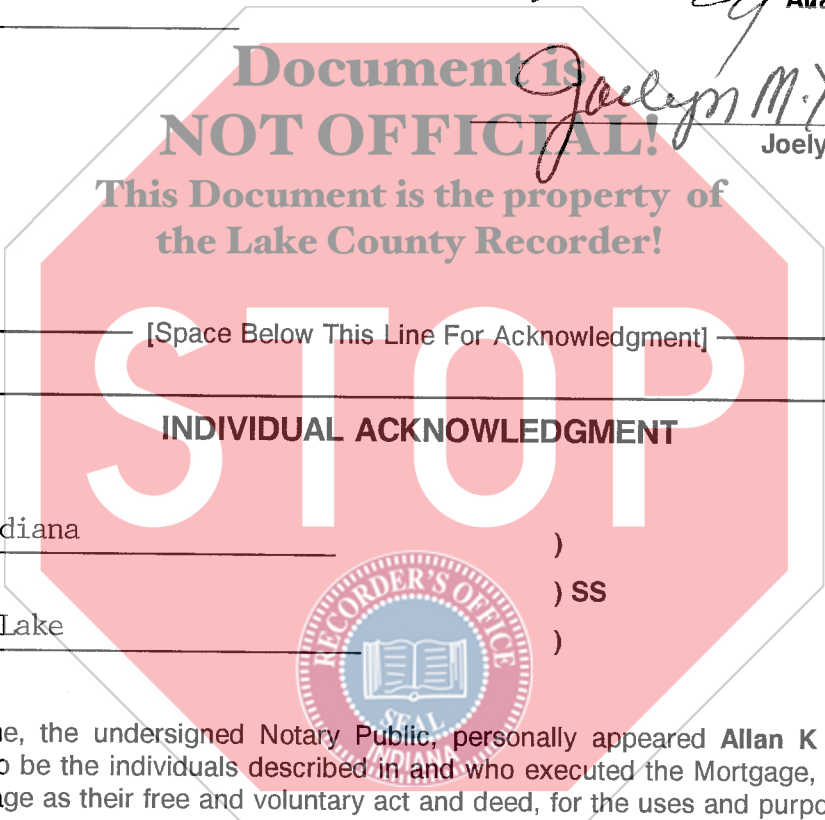 Document is
Joelyn M.
NOT OFFICIAL!
Joely
This Document is the property of
the Lake County Recorder!
[Space Below This Line For Acknowledgment]
STOP
INDIVIDUAL ACKNOWLEDGMENT
diana
)
) SS
RECORDER'S OFFICE
Lake
)
SEAL
INDIANA
e, the undersigned Notary Public, personally appeared Allan K
o be the individuals described in and who executed the Mortgage,
ge as their free and voluntary act and deed, for the uses and purpo